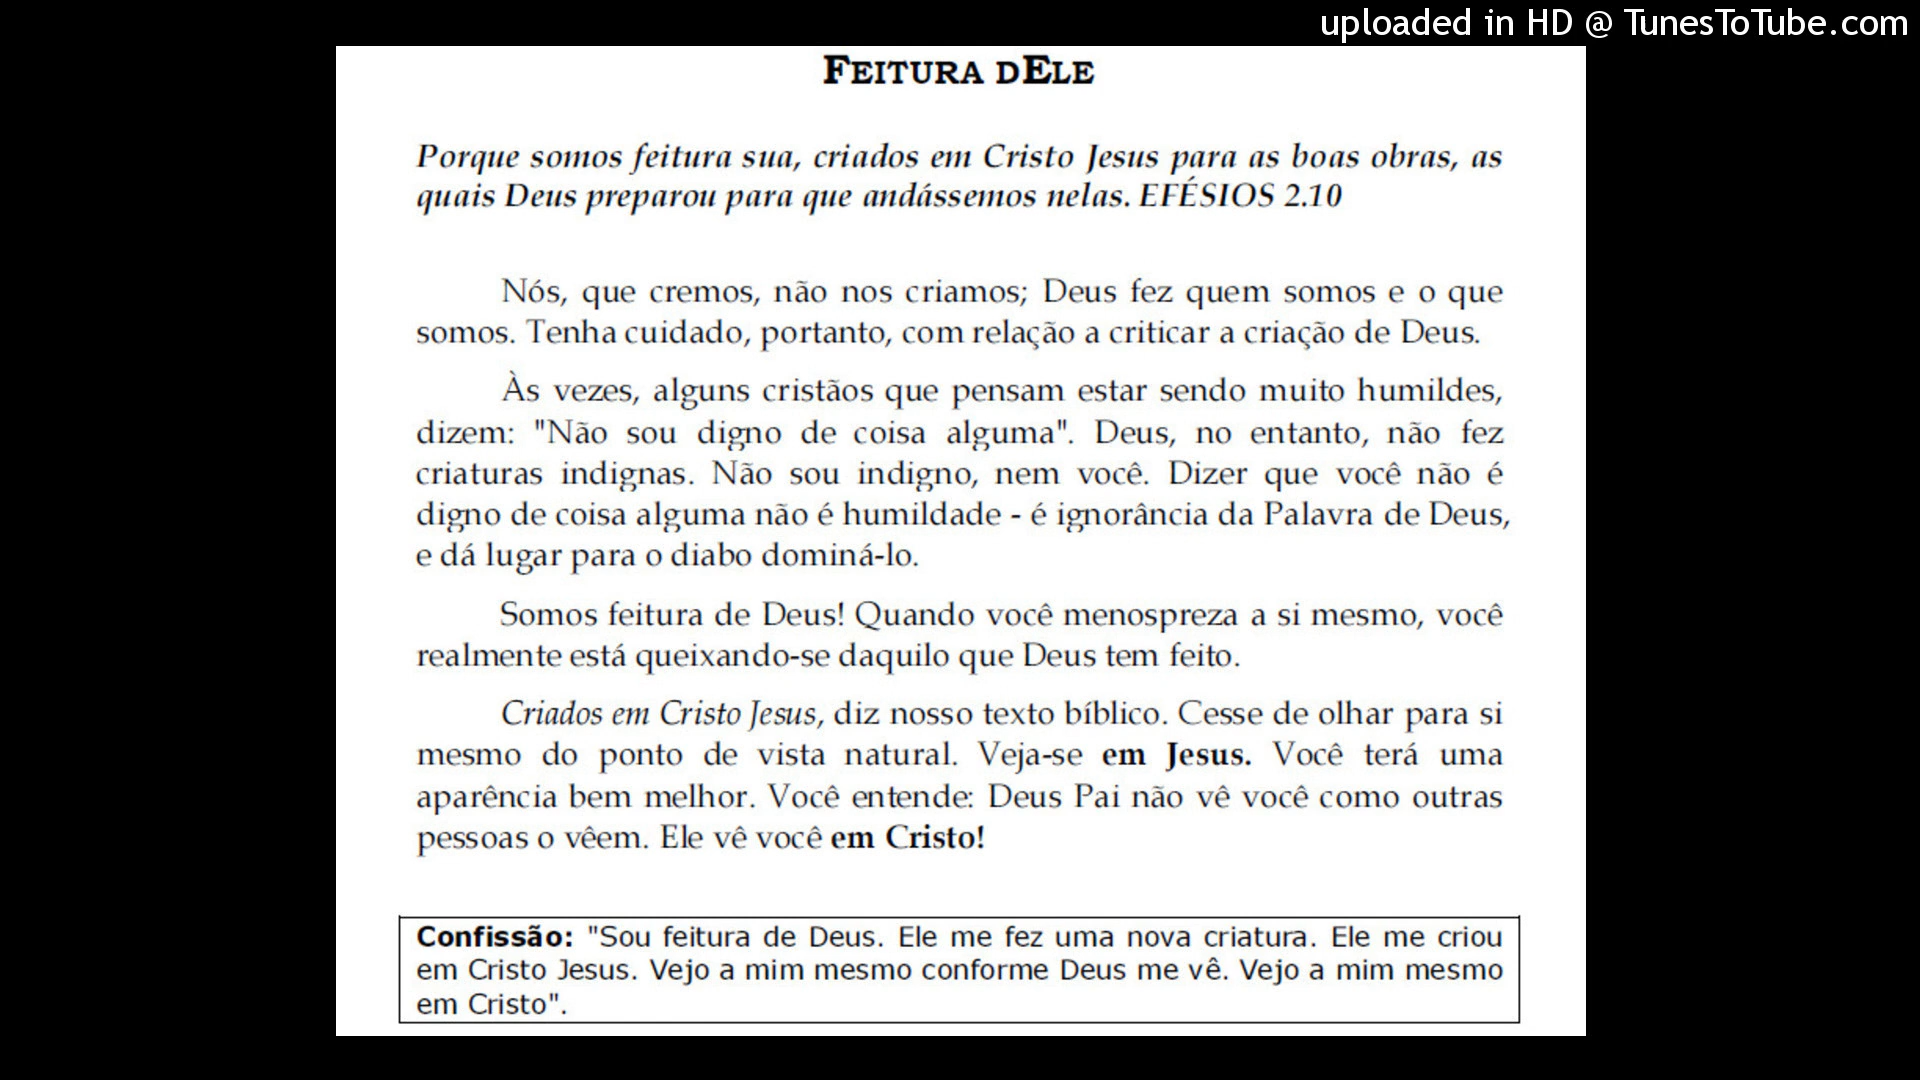 uploaded in HD @ TunesToTube.com
FEITURA DELE
Porque somos feitura sua, criados em Cristo Jesus para as boas obras, as
quais Deus preparou para que andássemos nelas. EFÉSIOS 2.10
Nós, que cremos, não nos criamos; Deus fez quem somos e o que
somos. Tenha cuidado, portanto, com relação a criticar a criação de Deus.
Às vezes, alguns cristãos que pensam estar sendo muito humildes,
dizem: "Não sou digno de coisa alguma". Deus, no entanto, não fez
criaturas indignas. Não sou indigno, nem você. Dizer que você não é
digno de coisa alguma não é humildade - é ignorância da Palavra de Deus,
e dá lugar para o diabo dominá-lo.
Somos feitura de Deus! Quando você menospreza a si mesmo, você
realmente está queixando-se daquilo que Deus tem feito.
Criados em Cristo Jesus, diz nosso texto bíblico. Cesse de olhar para si
mesmo do ponto de vista natural. Veja-se em Jesus. Você terá uma
aparência bem melhor. Você entende: Deus Pai não vê você como outras
pessoas o vêem. Ele vê você em Cristo!
Confissão: "Sou feitura de Deus. Ele me fez uma nova criatura. Ele me criou
em Cristo Jesus. Vejo a mim mesmo conforme Deus me vê. Vejo a mim mesmo
em Cristo".